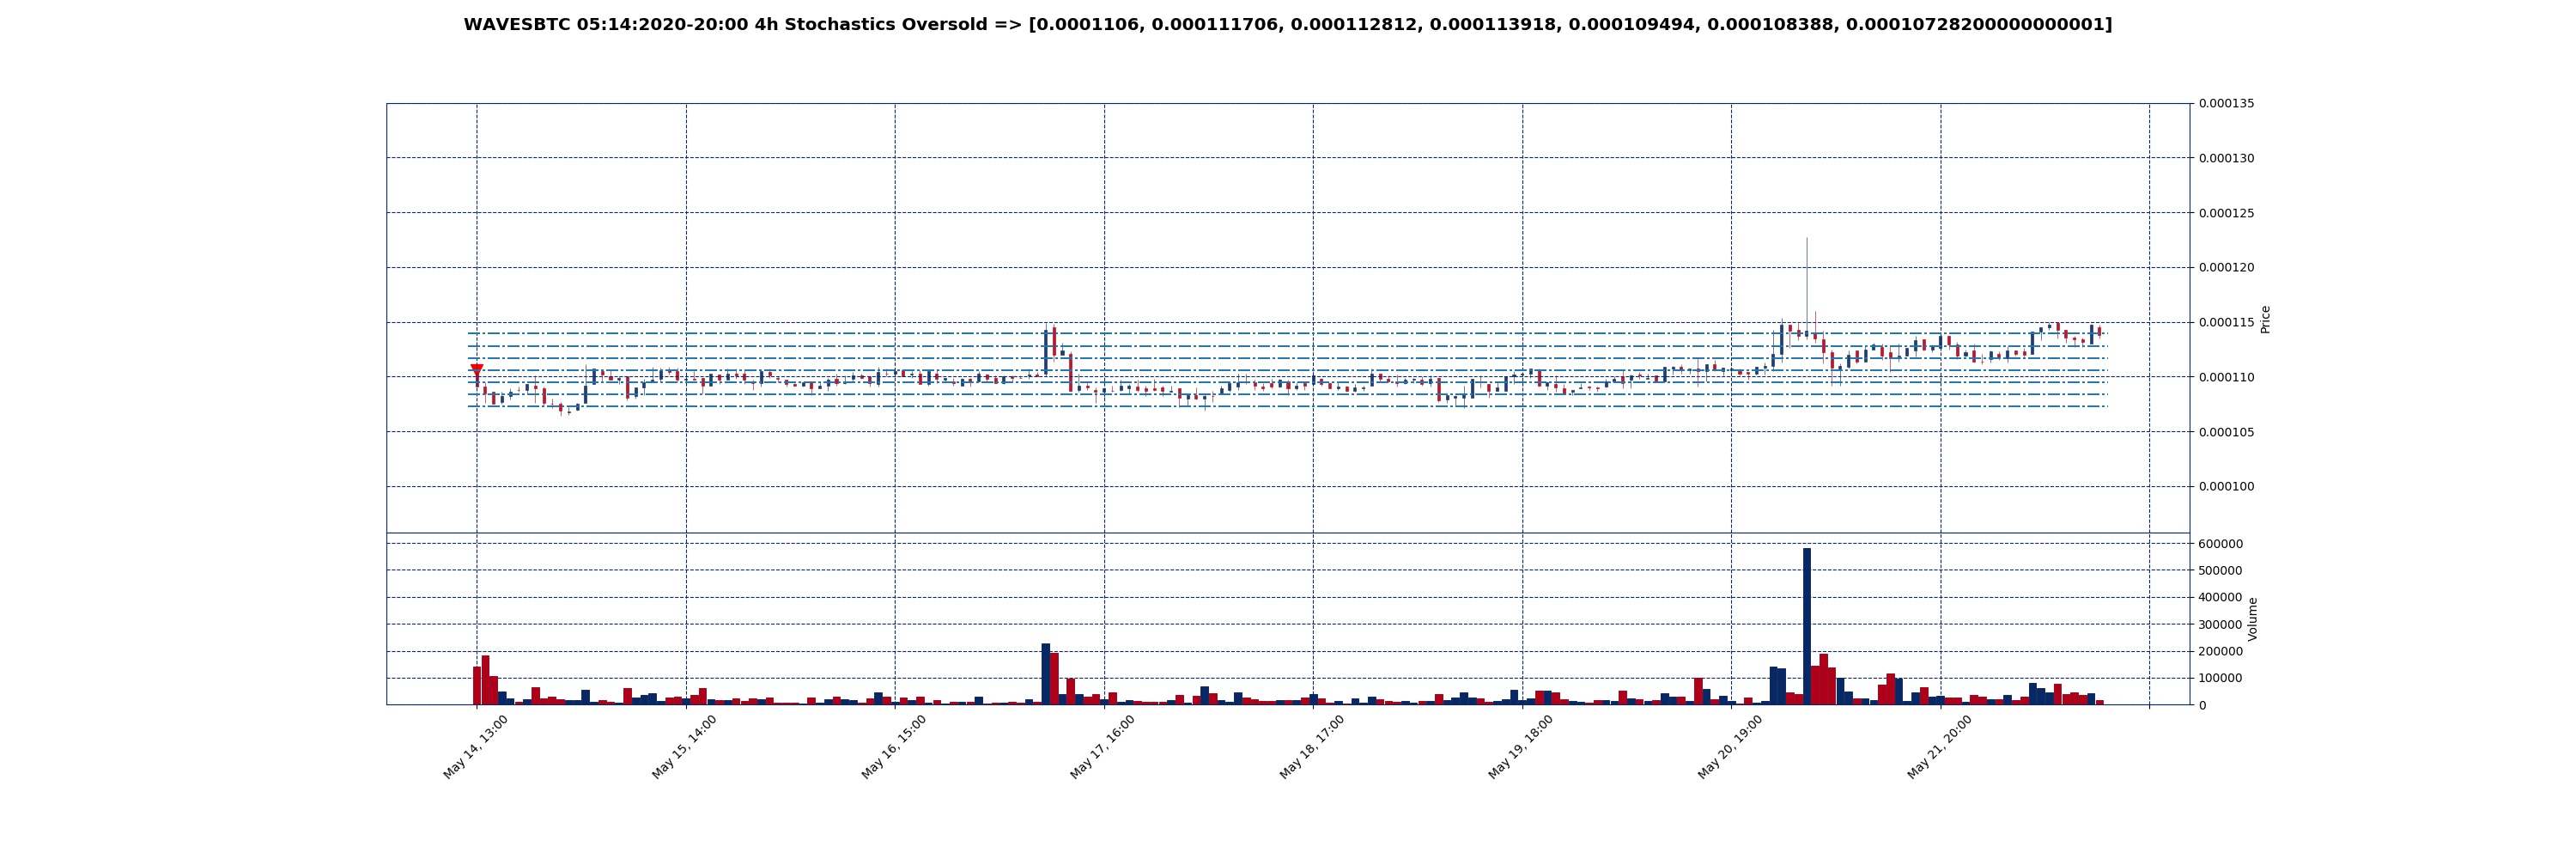 WAVESBTC 05:14:2020-20:00 4h Stochastics Oversold => [0.0001106, 0.000111706, 0.000112812, 0.000113918, 0.000109494, 0.000108388, 0.00010728200000000001]
0.000135
0.000130
0.000125
0.000120
0.000115
0.000110
0.000105
0.000100
Price
600000
500000
400000
300000
200000
100000
0
Volume
May 14, 13:00
May 15, 14:00
May 16, 15:00
May 17, 16:00
May 18, 17:00
May 19, 18:00
May 20, 19:00
May 21, 20:00